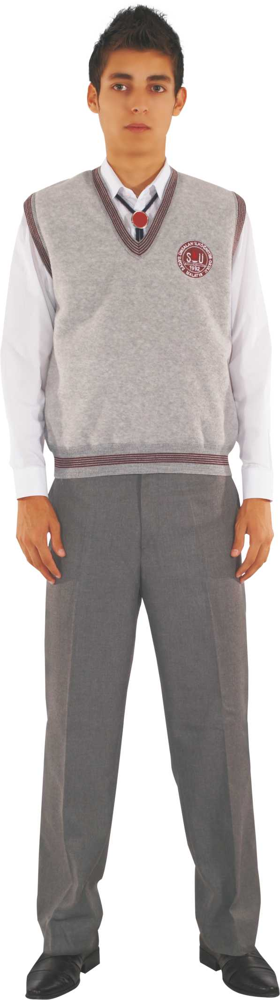 SADİYE ÜNSALAN İLKÖĞRETİM OKULU
S Ü
1992
MALATYA